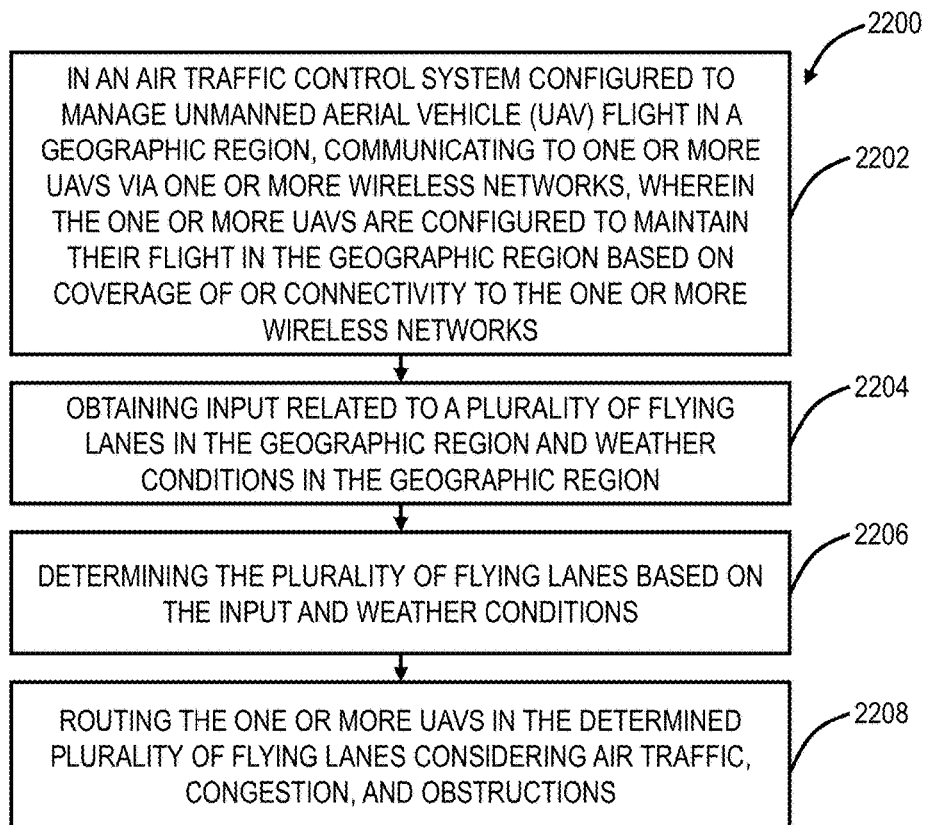 2200
IN AN AIR TRAFFIC CONTROL SYSTEM CONFIGURED TO
MANAGE UNMANNED AERIAL VEHICLE (UAV) FLIGHT IN A
GEOGRAPHIC REGION, COMMUNICATING TO ONE OR MORE
UAVS VIA ONE OR MORE WIRELESS NETWORKS, WHEREIN
THE ONE OR MORE UAVS ARE CONFIGURED TO MAINTAIN
THEIR FLIGHT IN THE GEOGRAPHIC REGION BASED ON
COVERAGE OF OR CONNECTIVITY TO THE ONE OR MORE
WIRELESS NETWORKS
2202
OBTAINING INPUT RELATED TO A PLURALITY OF FLYING
LANES IN THE GEOGRAPHIC REGION AND WEATHER
CONDITIONS IN THE GEOGRAPHIC REGION
2204
DETERMINING THE PLURALITY OF FLYING LANES BASED ON
THE INPUT AND WEATHER CONDITIONS
2206
ROUTING THE ONE OR MORE UAVS IN THE DETERMINED
PLURALITY OF FLYING LANES CONSIDERING AIR TRAFFIC,
CONGESTION, AND OBSTRUCTIONS
2208